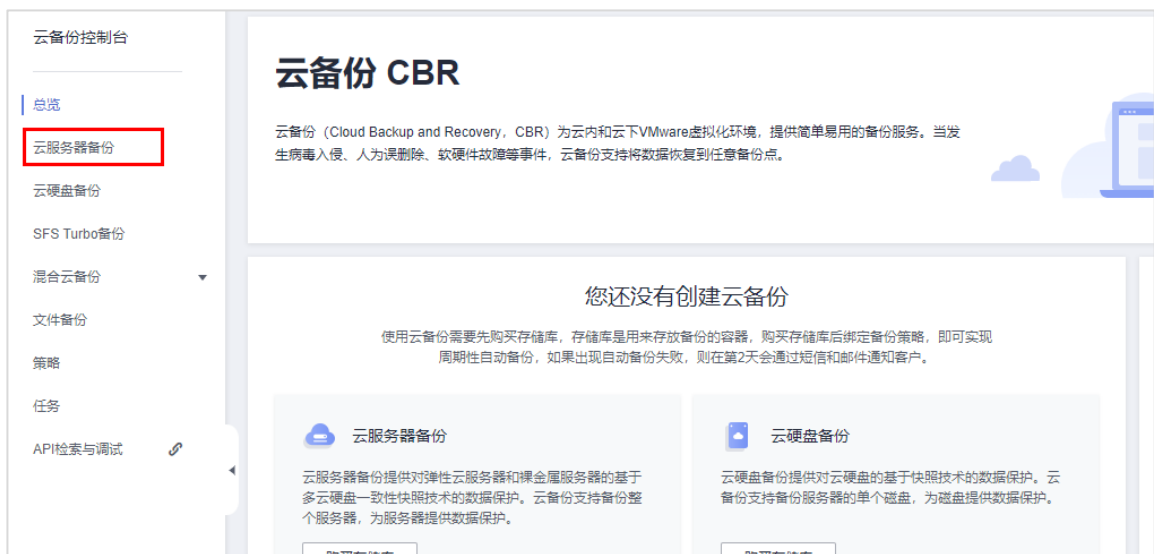 云备份控制台
总览
云服务器备份
云硬盘备份
SFS Turbo备份
混合云备份
文件备份
策略
任务
API检索与调试
云备份 CBR
云备份（Cloud Backup and Recovery，CBR）为云内和云下VMware虚拟化环境，提供简单易用的备份服务。当发
生病毒入侵、人为误删除、软硬件故障等事件，云备份支持将数据恢复到任意备份点。
您还没有创建云备份
使用云备份需要先购买存储库，存储库是用来存放备份的容器，购买存储库后绑定备份策略，即可实现
周期性自动备份，如果出现自动备份失败，则在第2天会通过短信和邮件通知客户。
云服务器备份
云服务器备份提供对弹性云服务器和裸金属服务器的基于
多云硬盘一致性快照技术的数据保护。云备份支持备份整
个服务器，为服务器提供数据保护。
云硬盘备份
云硬盘备份提供对云硬盘的基于快照技术的数据保护。云
备份支持备份服务器的单个磁盘，为磁盘提供数据保护。